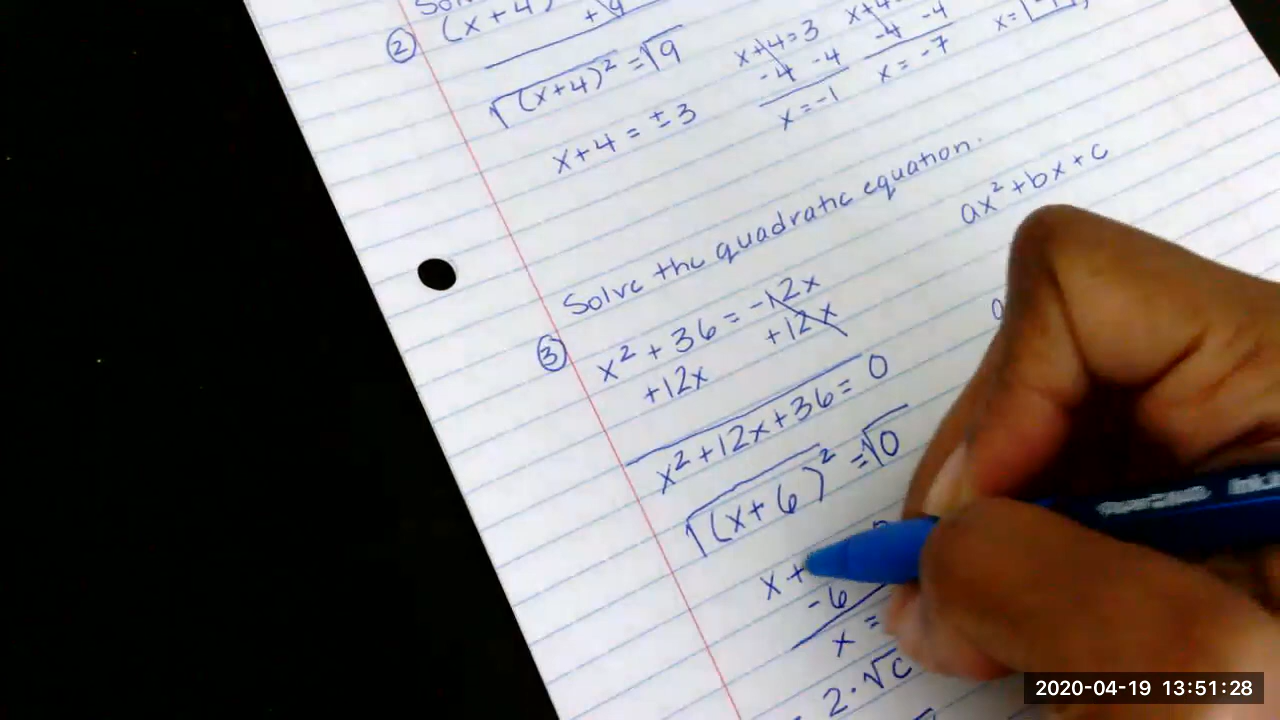 ② (x+4)
+9
√(x+4)² = √9
x+4 = ±3
x+4=3
-4 -4
x=-1
x+4
-4 -4
x = -7
Solve the quadratic equation.
ax² + bx + c
③ x² + 36 = -12x
+12x +12x
x² + 12x + 36 = 0
√(x+6)² = √0
x +
-6
x =
2·√c
2020-04-19 13:51:28